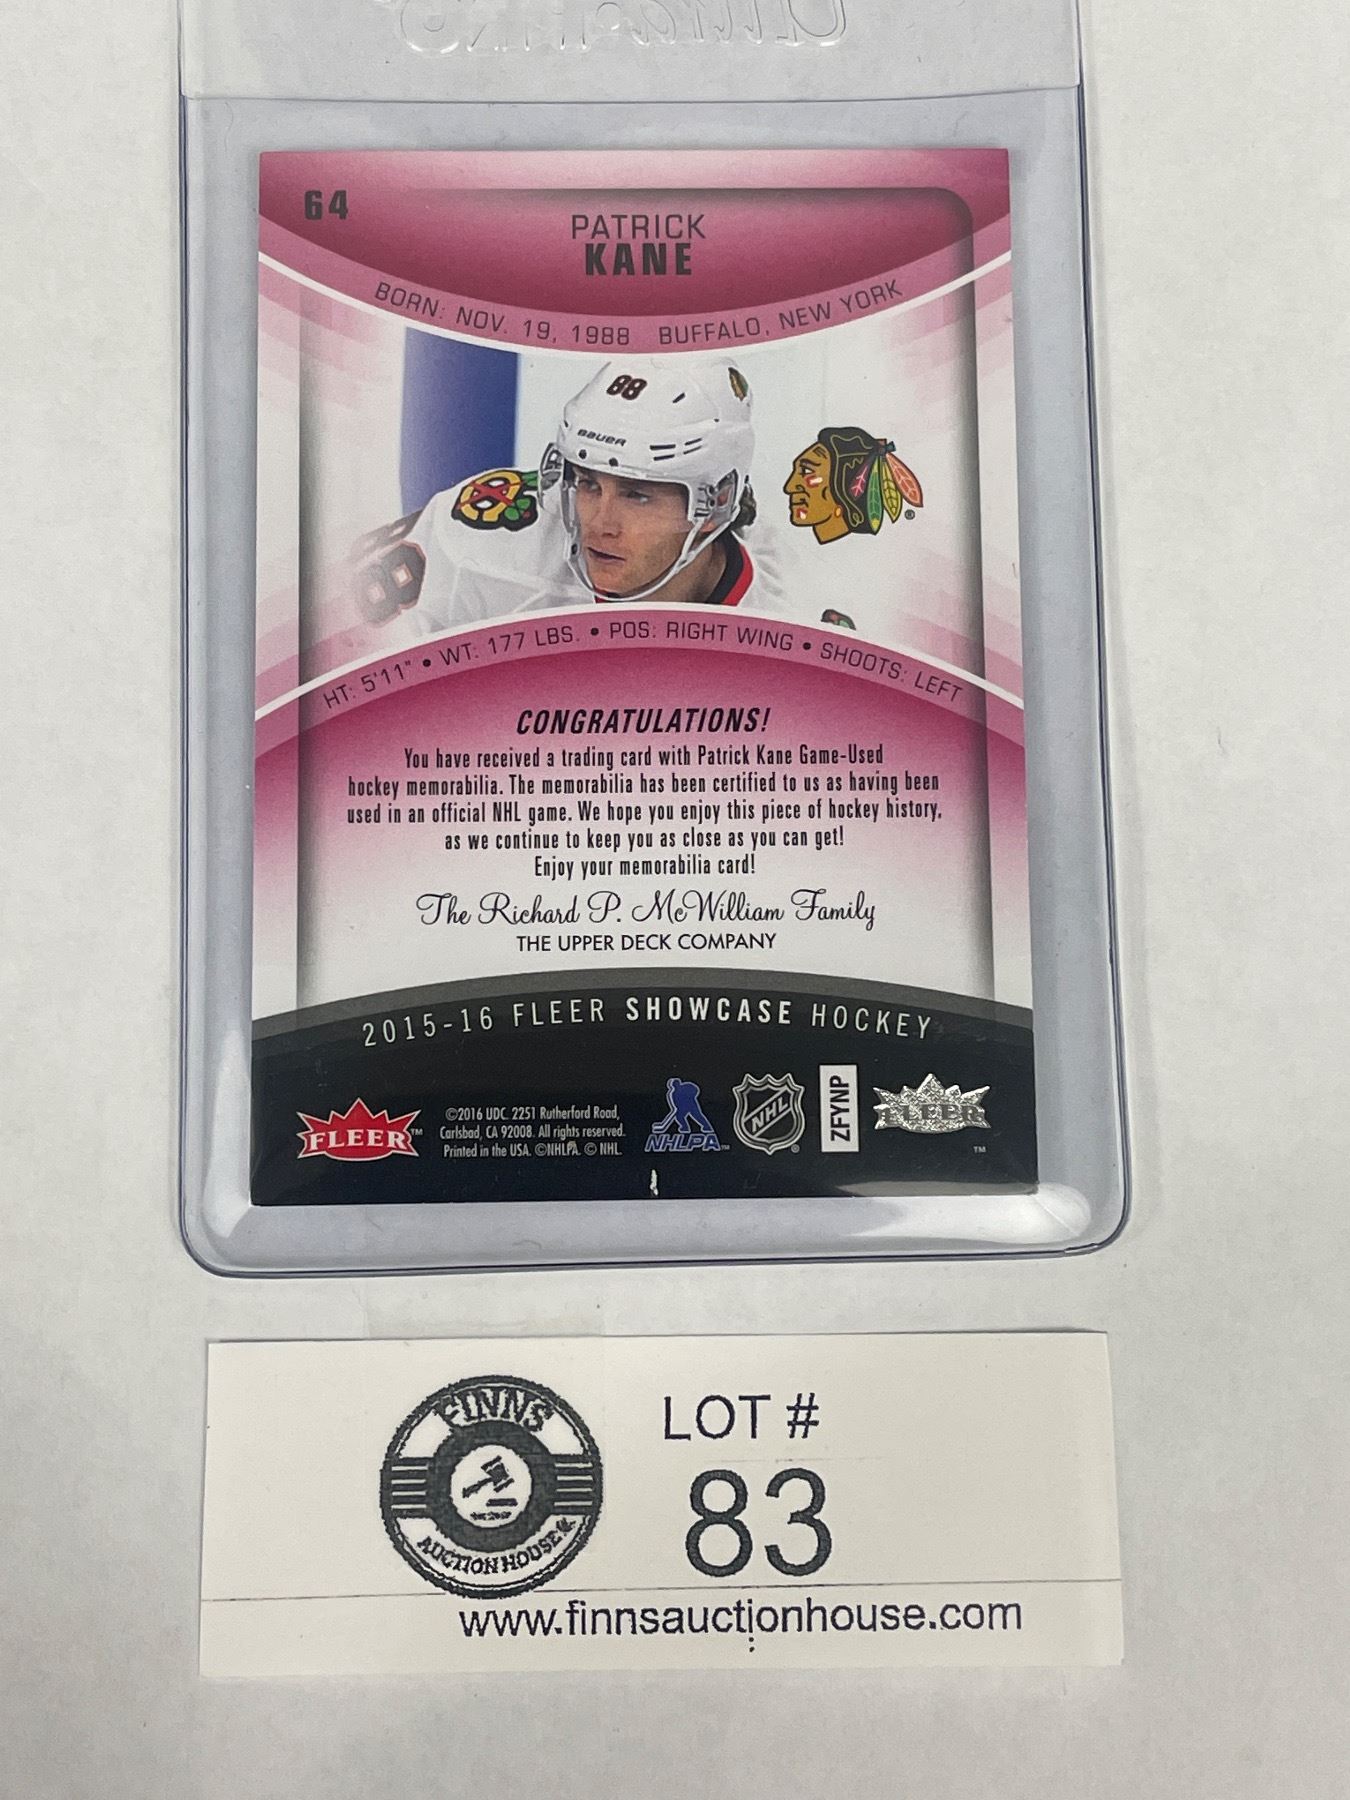 64
PATRICK
KANE
BORN: NOV. 19, 1988 BUFFALO, NEW YORK
88
BAUER
88
®
HT: 5'11" • WT: 177 LBS. • POS: RIGHT WING • SHOOTS: LEFT
CONGRATULATIONS!
You have received a trading card with Patrick Kane Game-Used
hockey memorabilia. The memorabilia has been certified to us as having been
used in an official NHL game. We hope you enjoy this piece of hockey history,
as we continue to keep you as close as you can get!
Enjoy your memorabilia card!
The Richard P. McWilliam Family
THE UPPER DECK COMPANY
2015-16 FLEER SHOWCASE HOCKEY
FLEER™
©2016 UDC. 2251 Rutherford Road,
Carlsbad, CA 92008. All rights reserved.
Printed in the USA. ©NHLPA. © NHL.
NHLPA™
NHL®
ZFYNP
FLEER
™
FINNS
AUCTION HOUSE
LOT #
83
www.finnsauctionhouse.com